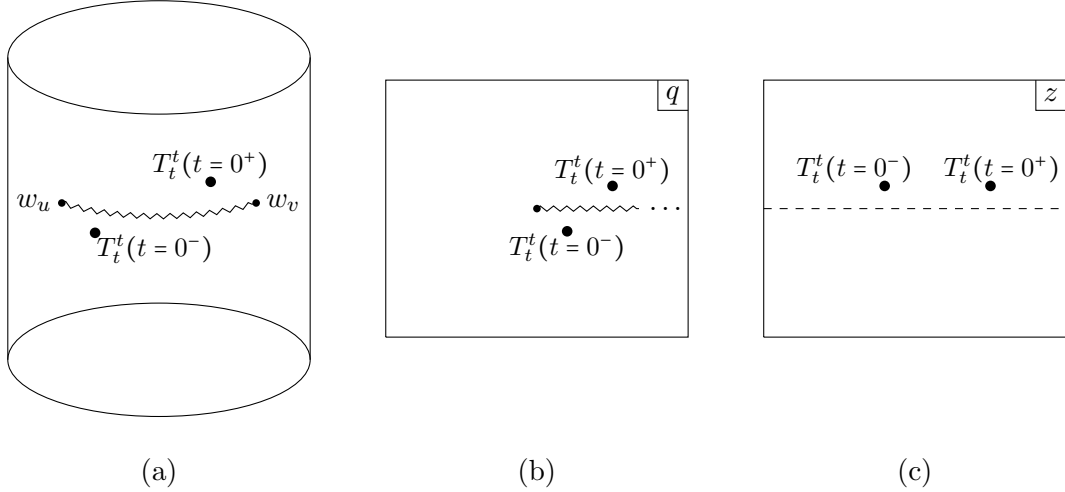 T_t^t(t = 0^+)
w_u
w_v
T_t^t(t = 0^-)
(a)
q
T_t^t(t = 0^+)
· · ·
T_t^t(t = 0^-)
(b)
z
T_t^t(t = 0^-)
T_t^t(t = 0^+)
(c)